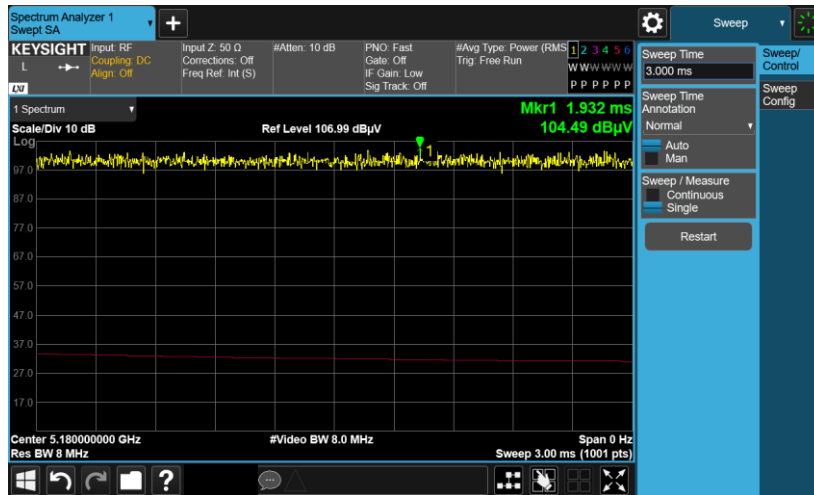 Spectrum Analyzer 1
Swept SA
+
Sweep
KEYSIGHT
L
LXI
Input: RF
Coupling: DC
Align: Off
Input Z: 50 Ω
Corrections: Off
Freq Ref: Int (S)
#Atten: 10 dB
PNO: Fast
Gate: Off
IF Gain: Low
Sig Track: Off
#Avg Type: Power (RMS
Trig: Free Run
1 2 3 4 5 6
W W W W W W
P P P P P P
1 Spectrum
Scale/Div 10 dB
Log
Ref Level 106.99 dBµV
Mkr1 1.932 ms
104.49 dBµV
1
97.0
87.0
77.0
67.0
57.0
47.0
37.0
27.0
17.0
Center 5.180000000 GHz
Res BW 8 MHz
#Video BW 8.0 MHz
Span 0 Hz
Sweep 3.00 ms (1001 pts)
?
Sweep Time
3.000 ms
Sweep Time
Annotation
Normal
Auto
Man
Sweep / Measure
Continuous
Single
Restart
Sweep/
Control
Sweep
Config